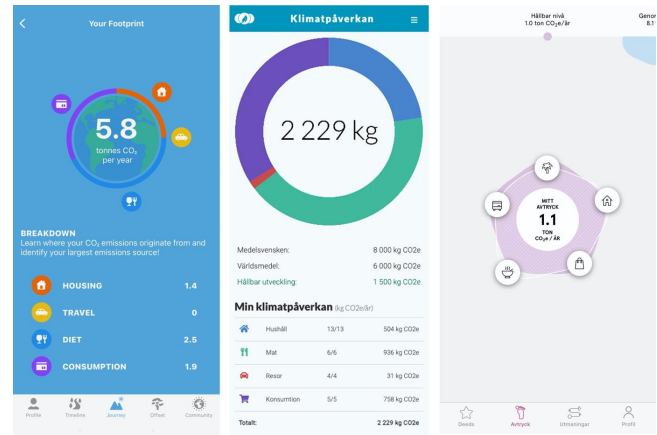 Your Footprint
5.8
tonnes CO₂
per year
BREAKDOWN
Learn where your CO₂ emissions originate from and
identify your largest emissions source!
HOUSING 1.4
TRAVEL 0
DIET 2.5
CONSUMPTION 1.9
Profile Timeline Journey Offset Community
Klimatpåverkan
2 229 kg
Medelsvensken: 8 000 kg CO2e
Världsmedel: 6 000 kg CO2e
Hållbar utveckling: 1 500 kg CO2e
Min klimatpåverkan (kg CO2e/år)
Hushåll 13/13 504 kg CO2e
Mat 6/6 936 kg CO2e
Resor 4/4 31 kg CO2e
Konsumtion 5/5 758 kg CO2e
Totalt: 2 229 kg CO2e
Hållbar nivå
1.0 ton CO₂e/år
Genor
8.1
MITT
AVTRYCK
1.1
TON
CO₂e / ÅR
Deeds Avtryck Utmaningar Profil